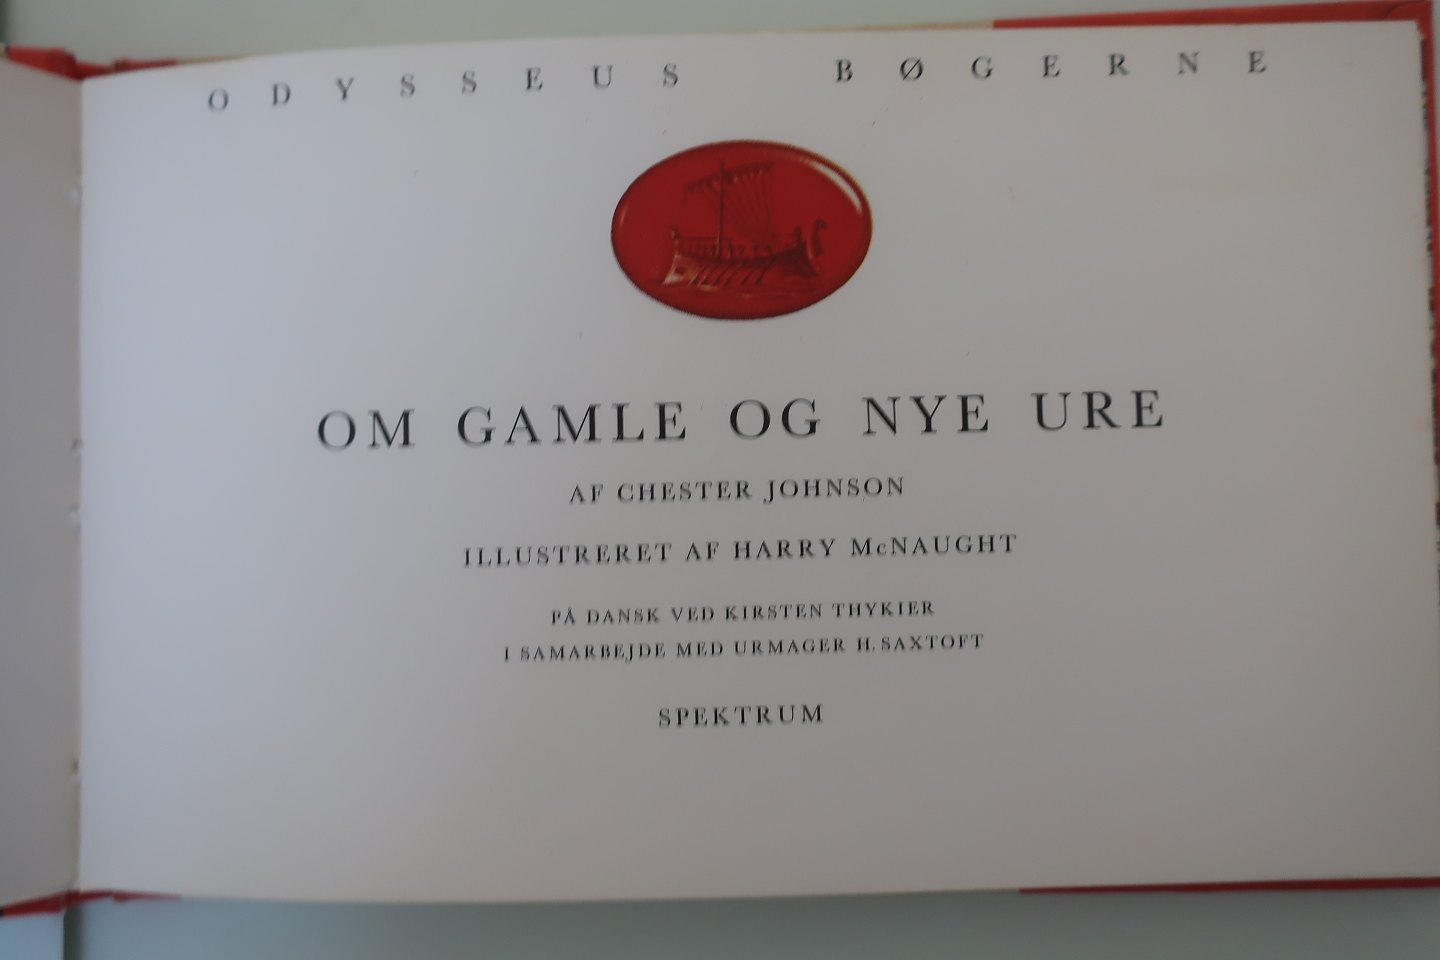 ODYSSEUS BØGERNE
OM GAMLE OG NYE URE
AF CHESTER JOHNSON
ILLUSTRERET AF HARRY McNAUGHT
PÅ DANSK VED KIRSTEN THYKIER
I SAMARBEJDE MED URMAGER H. SAXTOFT
SPEKTRUM